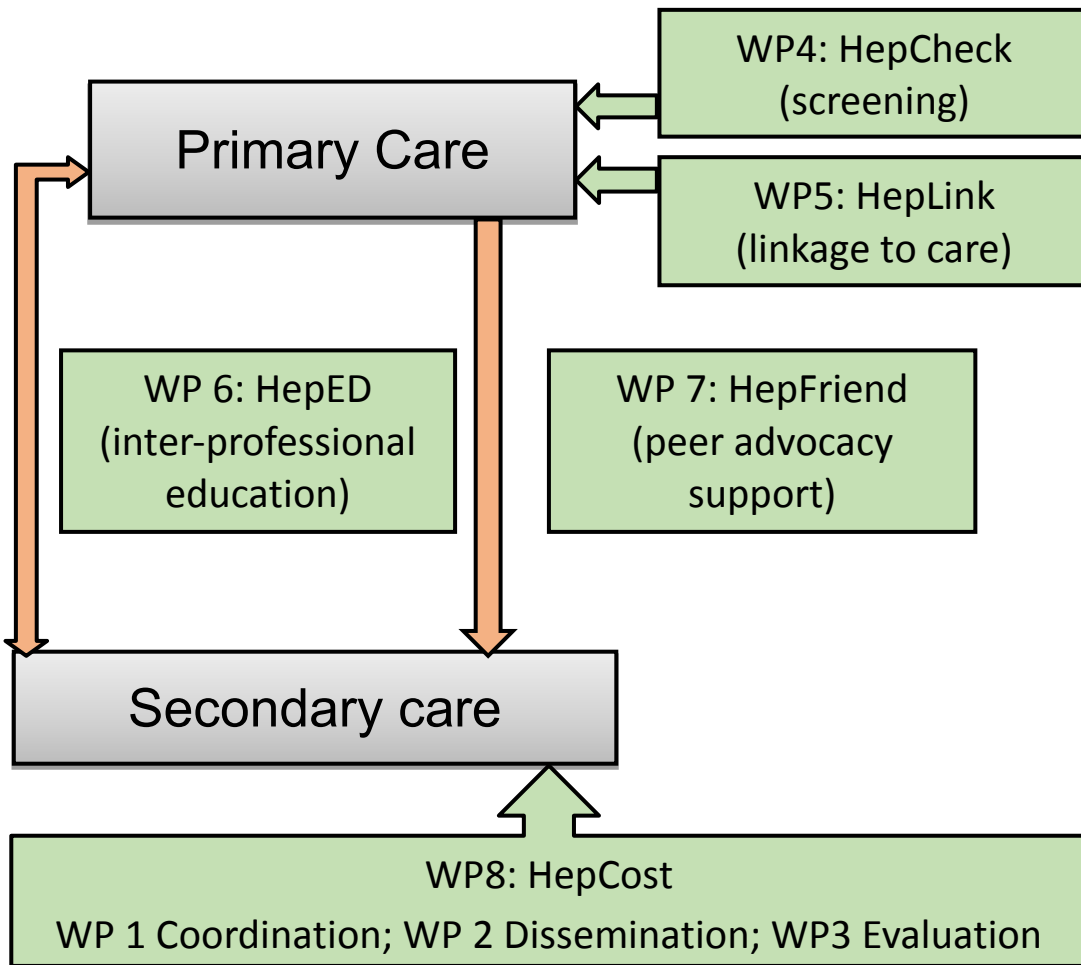 WP4: HepCheck
(screening)
Primary Care
WP5: HepLink
(linkage to care)
WP 6: HepED
(inter-professional
education)
WP 7: HepFriend
(peer advocacy
support)
Secondary care
WP8: HepCost
WP 1 Coordination; WP 2 Dissemination; WP3 Evaluation